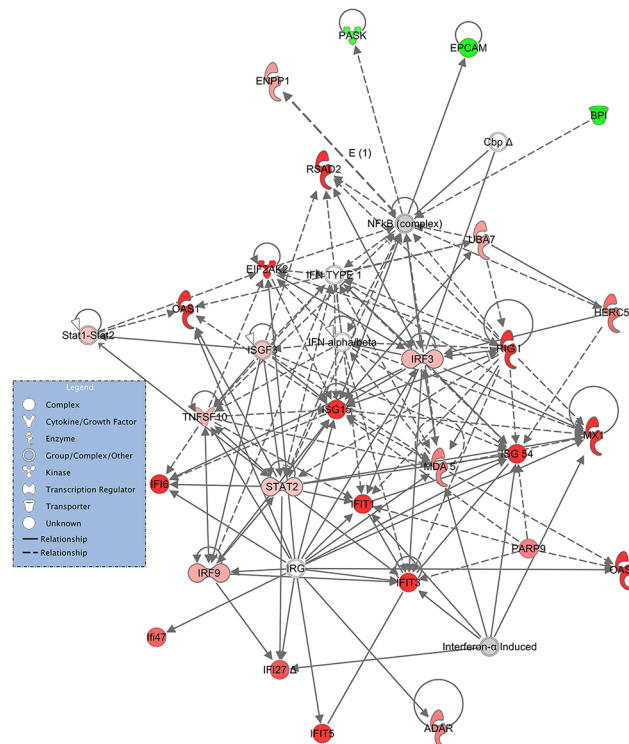 PASK
EPCAM
ENPP1
BPI
Cbp Δ
E (1)
RSAD2
NFkB (complex)
UBA7
EIF2AK2
IFN TYPE 1
OAS1
HERC5
Stat1-Stat2
ISGF3
IFN alpha/beta
IRF3
RIG I
TNFSF10
ISG15
MX1
ISG 54
MDA 5
IFI6
STAT2
IFIT1
PARP9
IRF9
IRG
IFIT3
OAS
Ifi47
Interferon-α Induced
IFI27 Δ
IFIT5
ADAR
Legend
Complex
Cytokine/Growth Factor
Enzyme
Group/Complex/Other
Kinase
Transcription Regulator
Transporter
Unknown
Relationship
Relationship